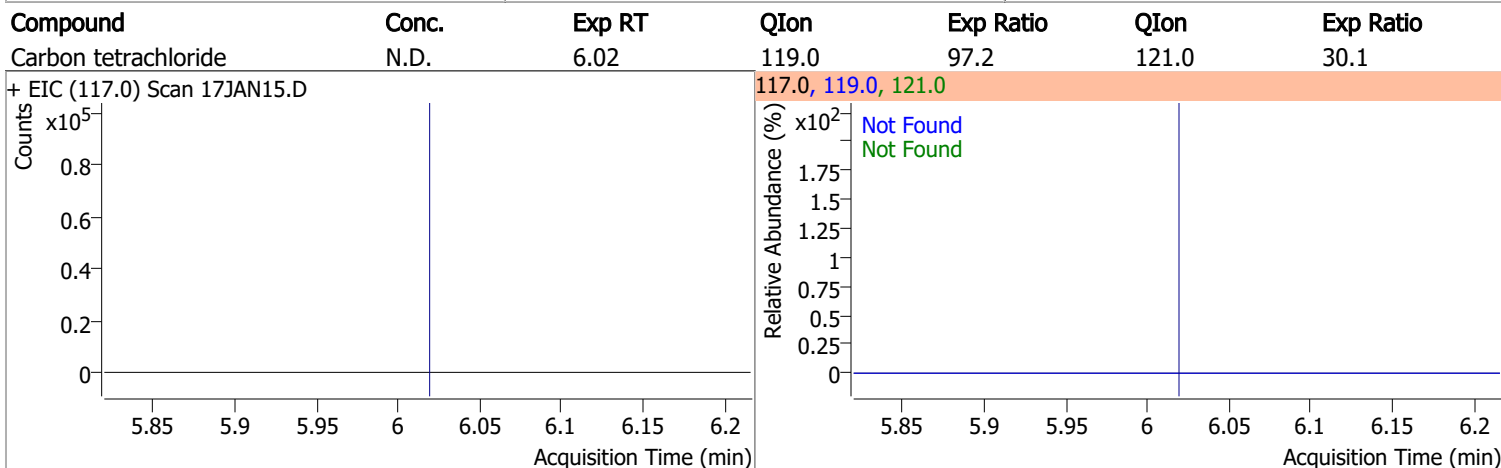 Compound Conc. Exp RT QIon Exp Ratio QIon Exp Ratio
Carbon tetrachloride N.D. 6.02 119.0 97.2 121.0 30.1
+ EIC (117.0) Scan 17JAN15.D
Counts
x10⁵
0.8
0.6
0.4
0.2
0
5.85 5.9 5.95 6 6.05 6.1 6.15 6.2
Acquisition Time (min)
117.0, 119.0, 121.0
Relative Abundance (%)
x10²
Not Found
Not Found
1.75
1.5
1.25
1
0.75
0.5
0.25
0
5.85 5.9 5.95 6 6.05 6.1 6.15 6.2
Acquisition Time (min)